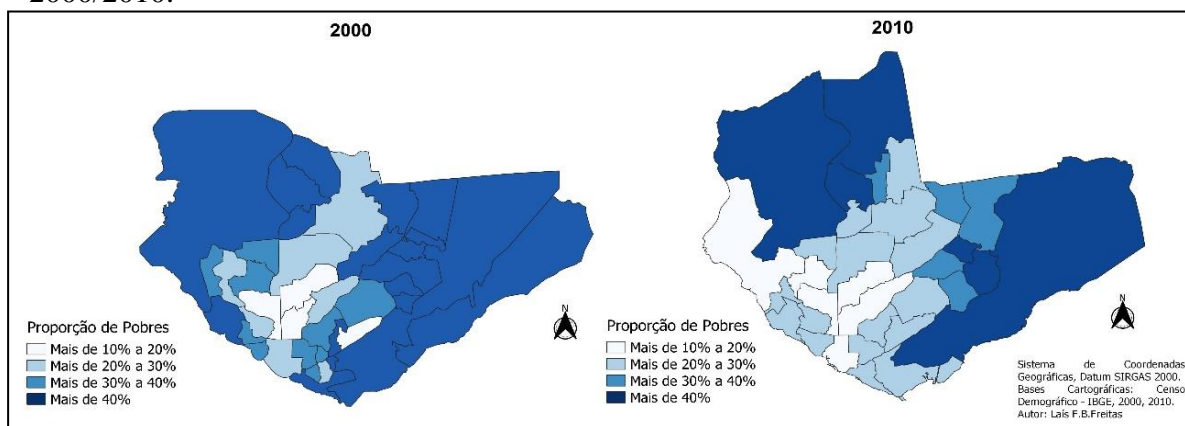 2000/2010.
2000
2010
N
Proporção de Pobres
Mais de 10% a 20%
Mais de 20% a 30%
Mais de 30% a 40%
Mais de 40%
N
Proporção de Pobres
Mais de 10% a 20%
Mais de 20% a 30%
Mais de 30% a 40%
Mais de 40%
Sistema de Coordenadas
Geográficas, Datum SIRGAS 2000.
Bases Cartográficas: Censo
Demográfico - IBGE, 2000, 2010.
Autor: Laís F.B.Freitas